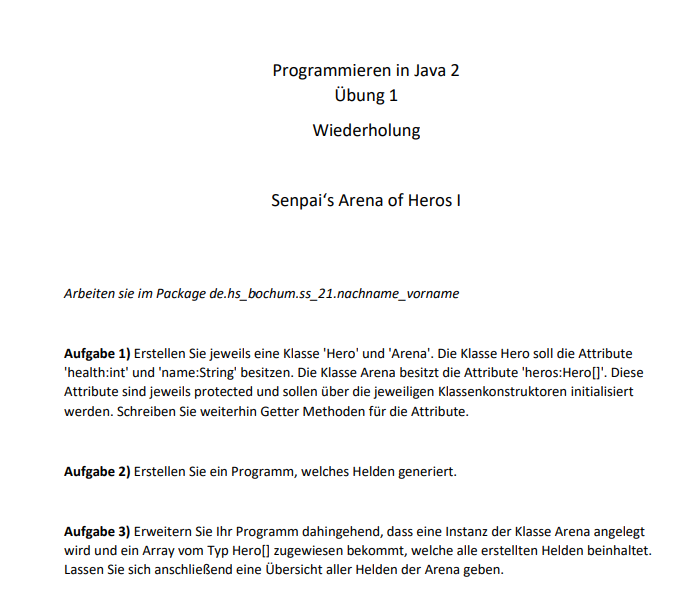 Programmieren in Java 2
Übung 1
Wiederholung
Senpai‘s Arena of Heros I
Arbeiten sie im Package de.hs_bochum.ss_21.nachname_vorname
Aufgabe 1) Erstellen Sie jeweils eine Klasse 'Hero' und 'Arena'. Die Klasse Hero soll die Attribute
'health:int' und 'name:String' besitzen. Die Klasse Arena besitzt die Attribute 'heros:Hero[]'. Diese
Attribute sind jeweils protected und sollen über die jeweiligen Klassenkonstruktoren initialisiert
werden. Schreiben Sie weiterhin Getter Methoden für die Attribute.
Aufgabe 2) Erstellen Sie ein Programm, welches Helden generiert.
Aufgabe 3) Erweitern Sie Ihr Programm dahingehend, dass eine Instanz der Klasse Arena angelegt
wird und ein Array vom Typ Hero[] zugewiesen bekommt, welche alle erstellten Helden beinhaltet.
Lassen Sie sich anschließend eine Übersicht aller Helden der Arena geben.